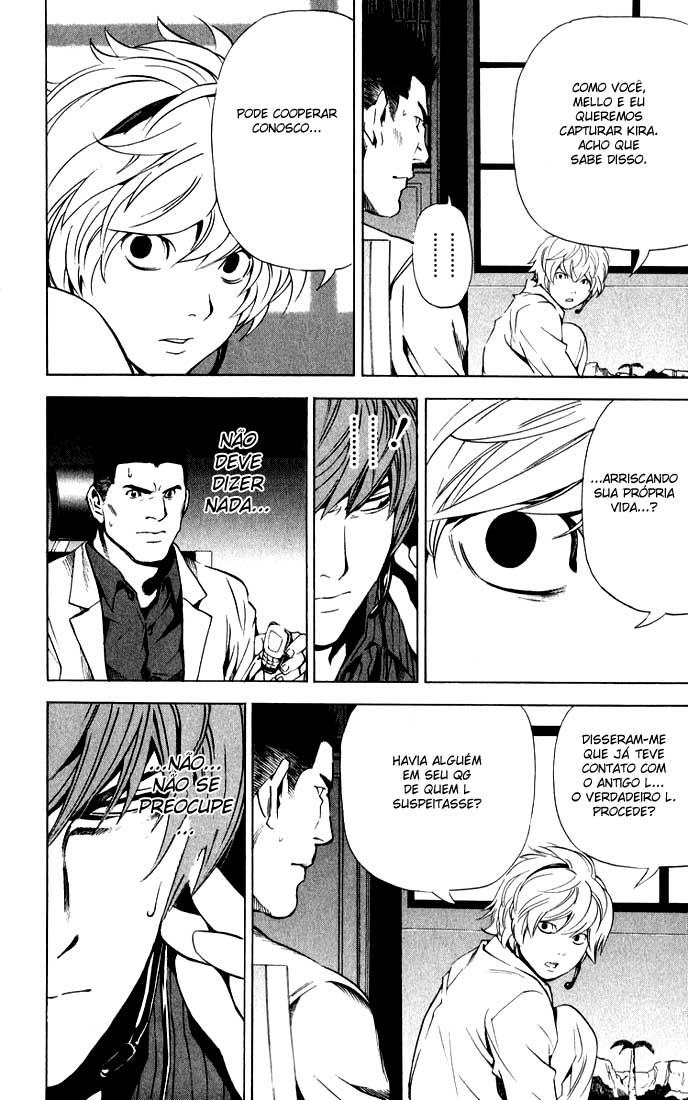 COMO VOCÊ,
MELLO E EU
QUEREMOS
CAPTURAR KIRA.
ACHO QUE
SABE DISSO.
PODE COOPERAR
CONOSCO...
...ARRISCANDO
SUA PRÓPRIA
VIDA...?
!
NÃO
DEVE
DIZER
NADA...
DISSERAM-ME
QUE JÁ TEVE
CONTATO COM
O ANTIGO L...
O VERDADEIRO L.
PROCEDE?
HAVIA ALGUÉM
EM SEU QG
DE QUEM L
SUSPEITASSE?
...NÃO...
NÃO SE
PREOCUPE
...